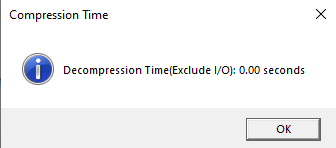 Compression Time
Decompression Time(Exclude I/O): 0.00 seconds
OK